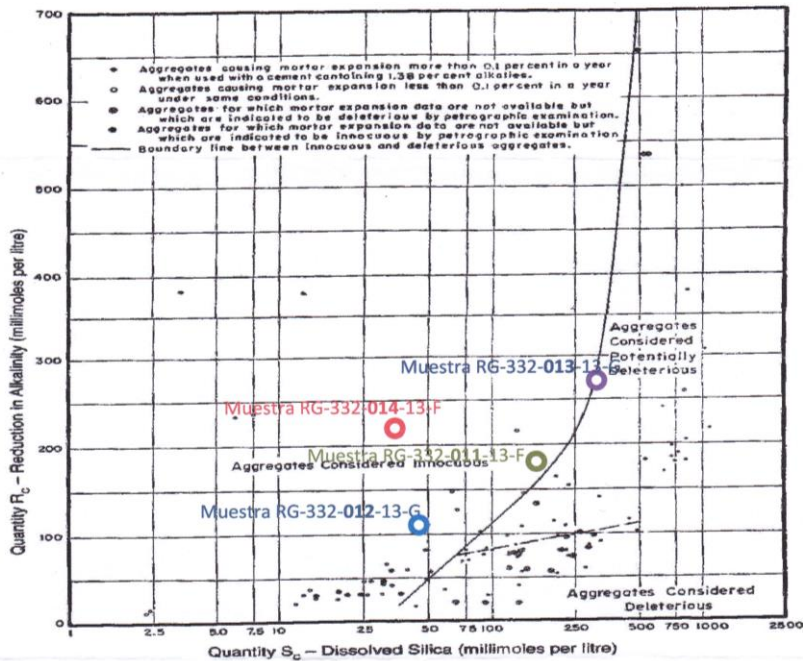 700
600
500
400
300
200
100
0
Quantity R_C – Reduction in Alkalinity (millimoles per litre)
Aggregates causing mortar expansion more than 0.1 percent in a year
when used with a cement containing 1.38 percent alkalies.
Aggregates causing mortar expansion less than 0.1 percent in a year
under same conditions.
Aggregates for which mortar expansion data are not available but
which are indicated to be deleterious by petrographic examination.
Aggregates for which mortar expansion data are not available but
which are indicated to be innocuous by petrographic examination
Boundary line between innocuous and deleterious aggregates.
Aggregates
Considered
Potentially
Deleterious
Muestra RG-332-013-13-G
Muestra RG-332-014-13-F
Muestra RG-332-011-13-F
Aggregates Considered Innocuous
Muestra RG-332-012-13-G
Aggregates Considered
Deleterious
1 2.5 5.0 7.5 10 25 50 75 100 250 500 750 1000 2500
Quantity S_C – Dissolved Silica (millimoles per litre)